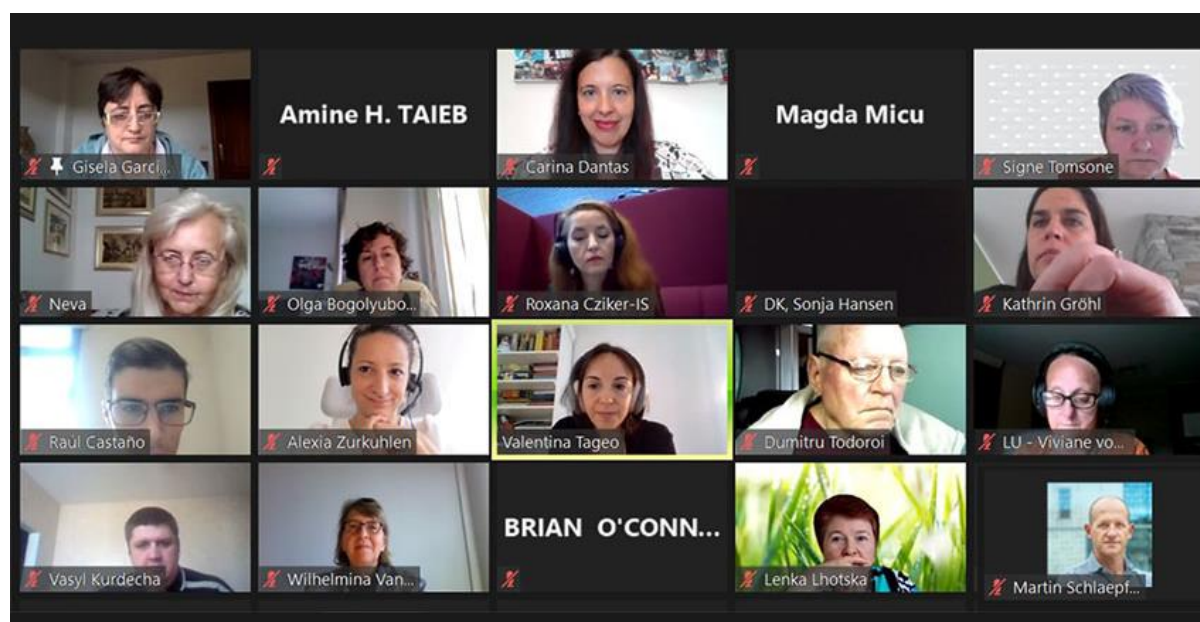 Gisela Garci...
Amine H. TAIEB
Carina Dantas
Magda Micu
Signe Tomsone
Neva
Olga Bogolyubo...
Roxana Cziker-IS
DK, Sonja Hansen
Kathrin Gröhl
Raúl Castaño
Alexia Zurkuhlen
Valentina Tageo
Dumitru Todoroi
LU - Viviane vo...
Vasyl Kurdecha
Wilhelmina Van...
BRIAN O'CONN...
Lenka Lhotska
Martin Schlaepf...